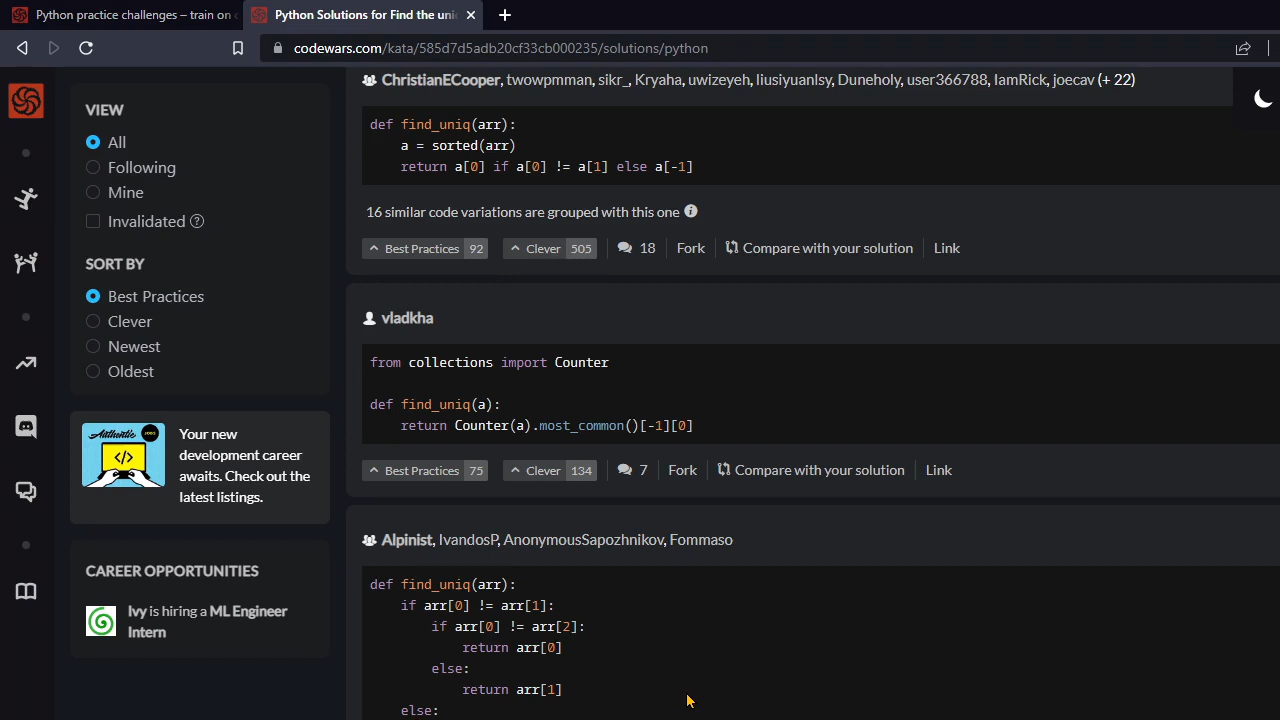 Python practice challenges – train on
Python Solutions for Find the uni
codewars.com/kata/585d7d5adb20cf33cb000235/solutions/python
VIEW
All
Following
Mine
Invalidated
SORT BY
Best Practices
Clever
Newest
Oldest
Authentic JOBS
Your new
development career
awaits. Check out the
latest listings.
CAREER OPPORTUNITIES
Ivy is hiring a ML Engineer
Intern
ChristianECooper, twowpmman, sikr_, Kryaha, uwizeyeh, liusiyuanlsy, Duneholy, user366788, IamRick, joecav (+ 22)
def find_uniq(arr):
    a = sorted(arr)
    return a[0] if a[0] != a[1] else a[-1]
16 similar code variations are grouped with this one
Best Practices 92 Clever 505 18 Fork Compare with your solution Link
vladkha
from collections import Counter
def find_uniq(a):
    return Counter(a).most_common()[-1][0]
Best Practices 75 Clever 134 7 Fork Compare with your solution Link
Alpinist, IvandosP, AnonymousSapozhnikov, Fommaso
def find_uniq(arr):
    if arr[0] != arr[1]:
        if arr[0] != arr[2]:
            return arr[0]
        else:
            return arr[1]
    else: